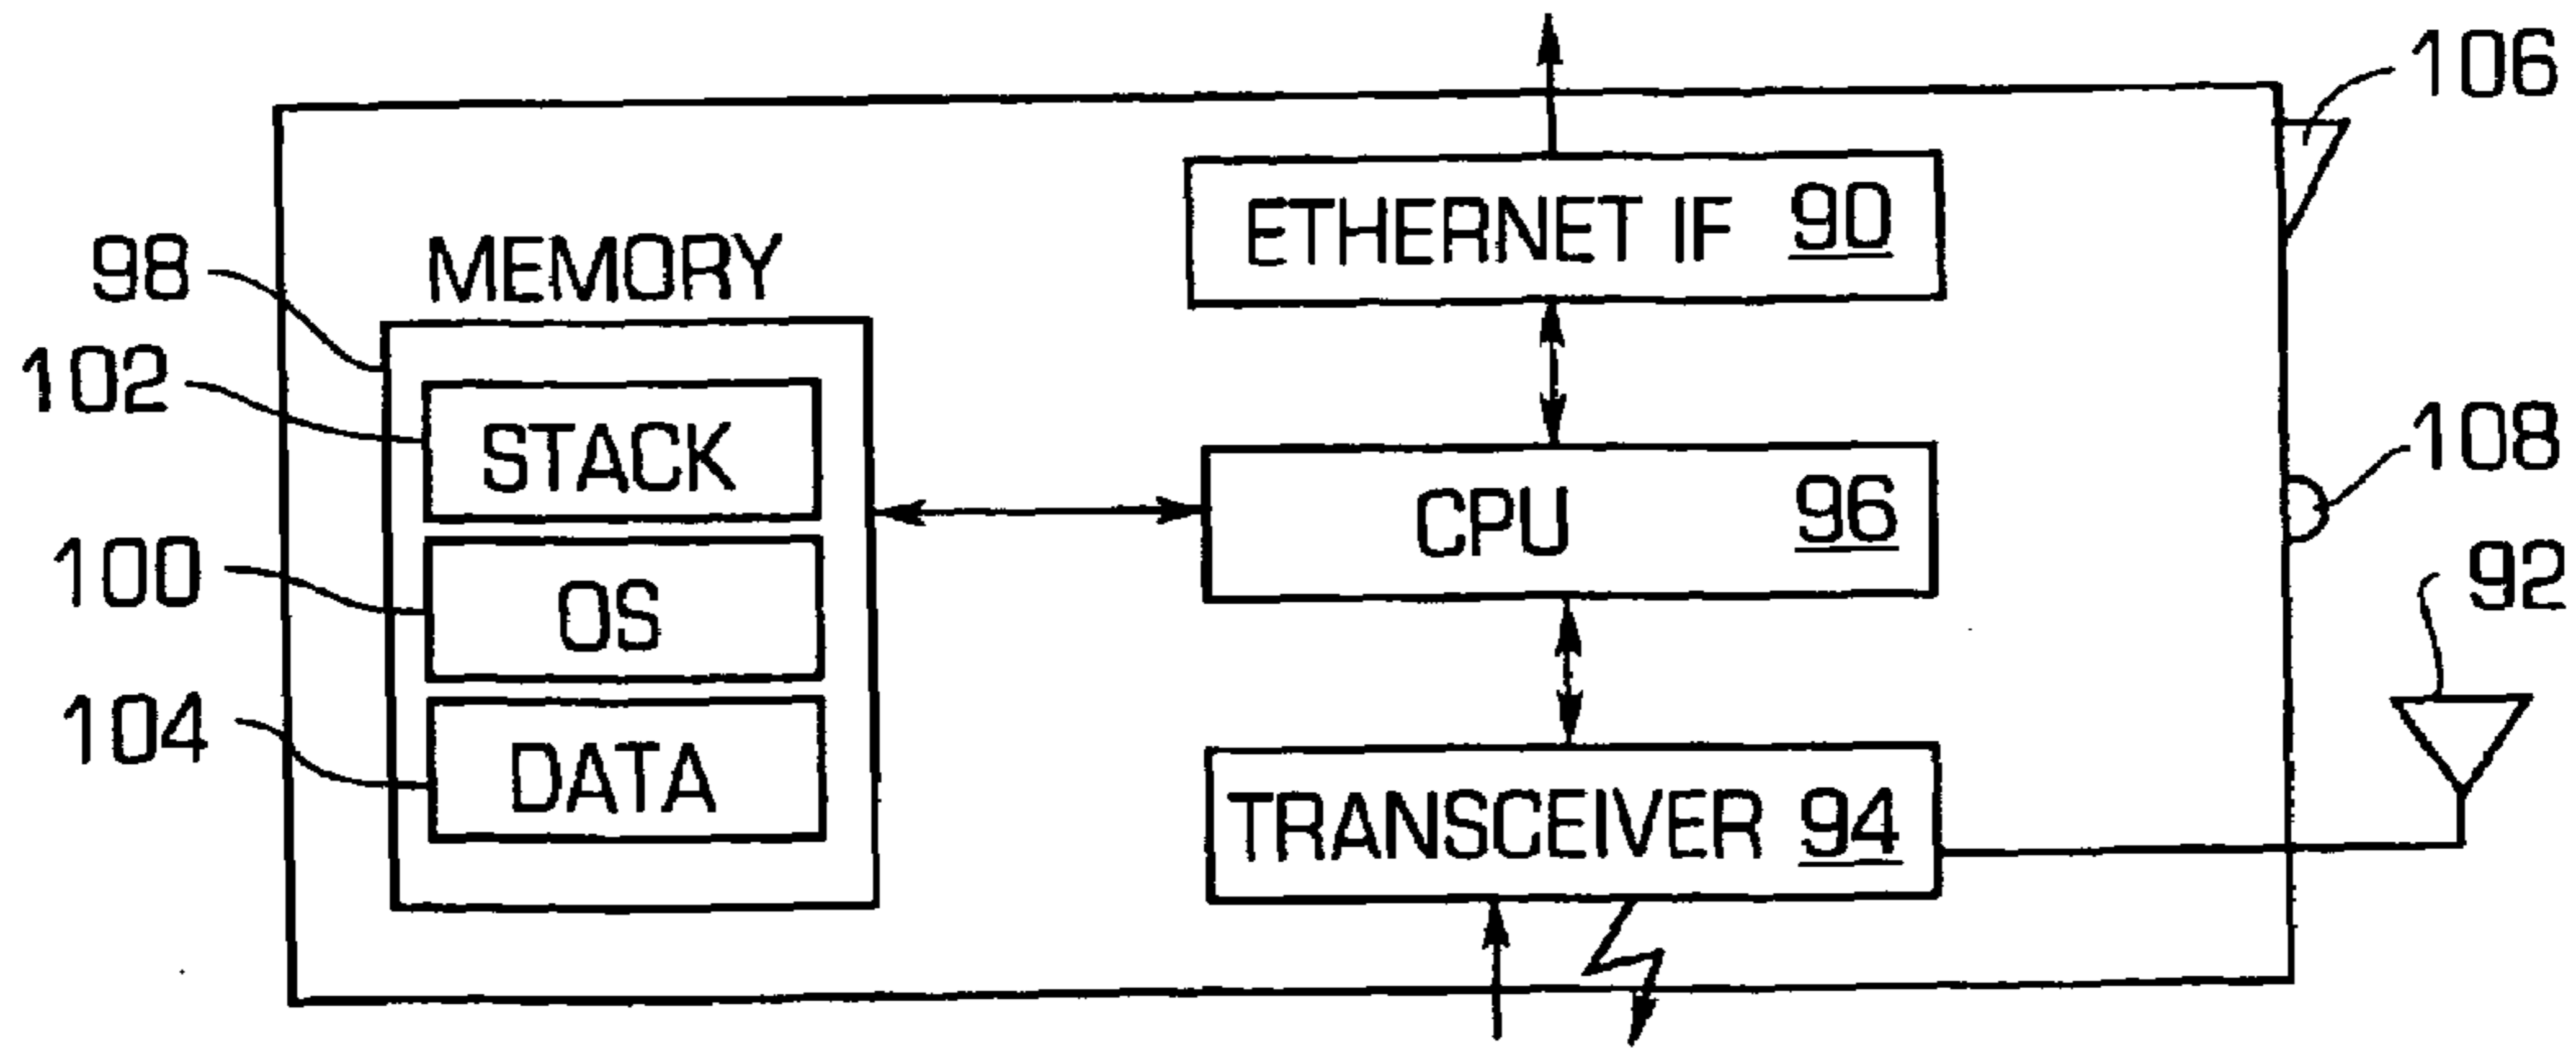 106
ETHERNET IF 90
98
MEMORY
102
STACK
108
CPU 96
100
OS
92
104
DATA
TRANSCEIVER 94